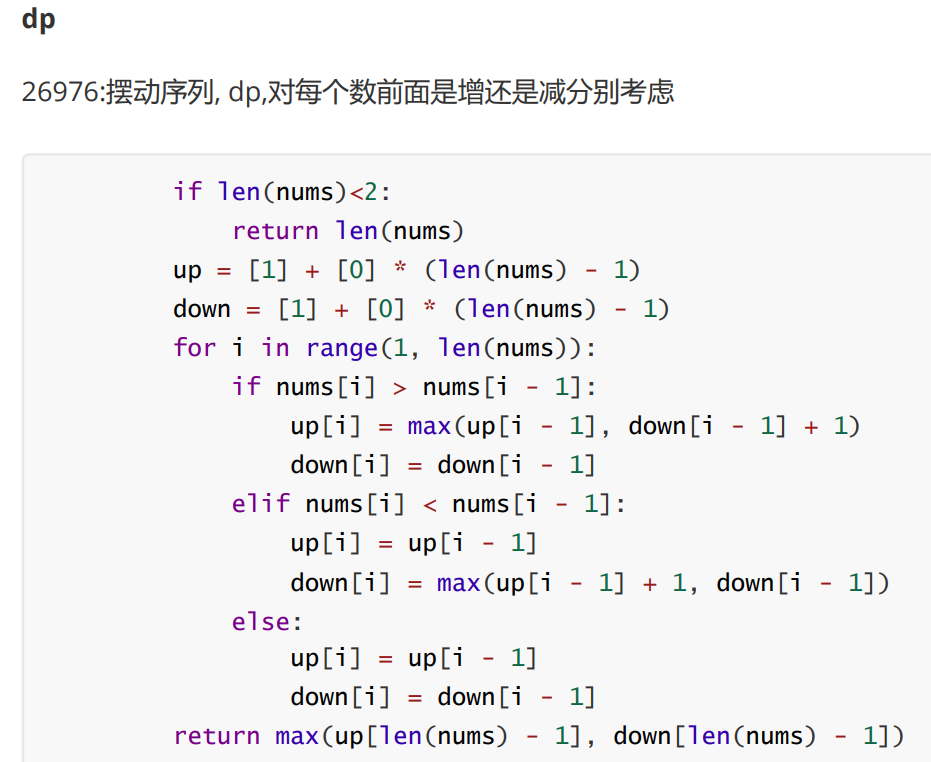 dp
26976:摆动序列, dp,对每个数前面是增还是减分别考虑
if len(nums)<2:
return len(nums)
up = [1] + [0] * (len(nums) - 1)
down = [1] + [0] * (len(nums) - 1)
for i in range(1, len(nums)):
if nums[i] > nums[i - 1]:
up[i] = max(up[i - 1], down[i - 1] + 1)
down[i] = down[i - 1]
elif nums[i] < nums[i - 1]:
up[i] = up[i - 1]
down[i] = max(up[i - 1] + 1, down[i - 1])
else:
up[i] = up[i - 1]
down[i] = down[i - 1]
return max(up[len(nums) - 1], down[len(nums) - 1])